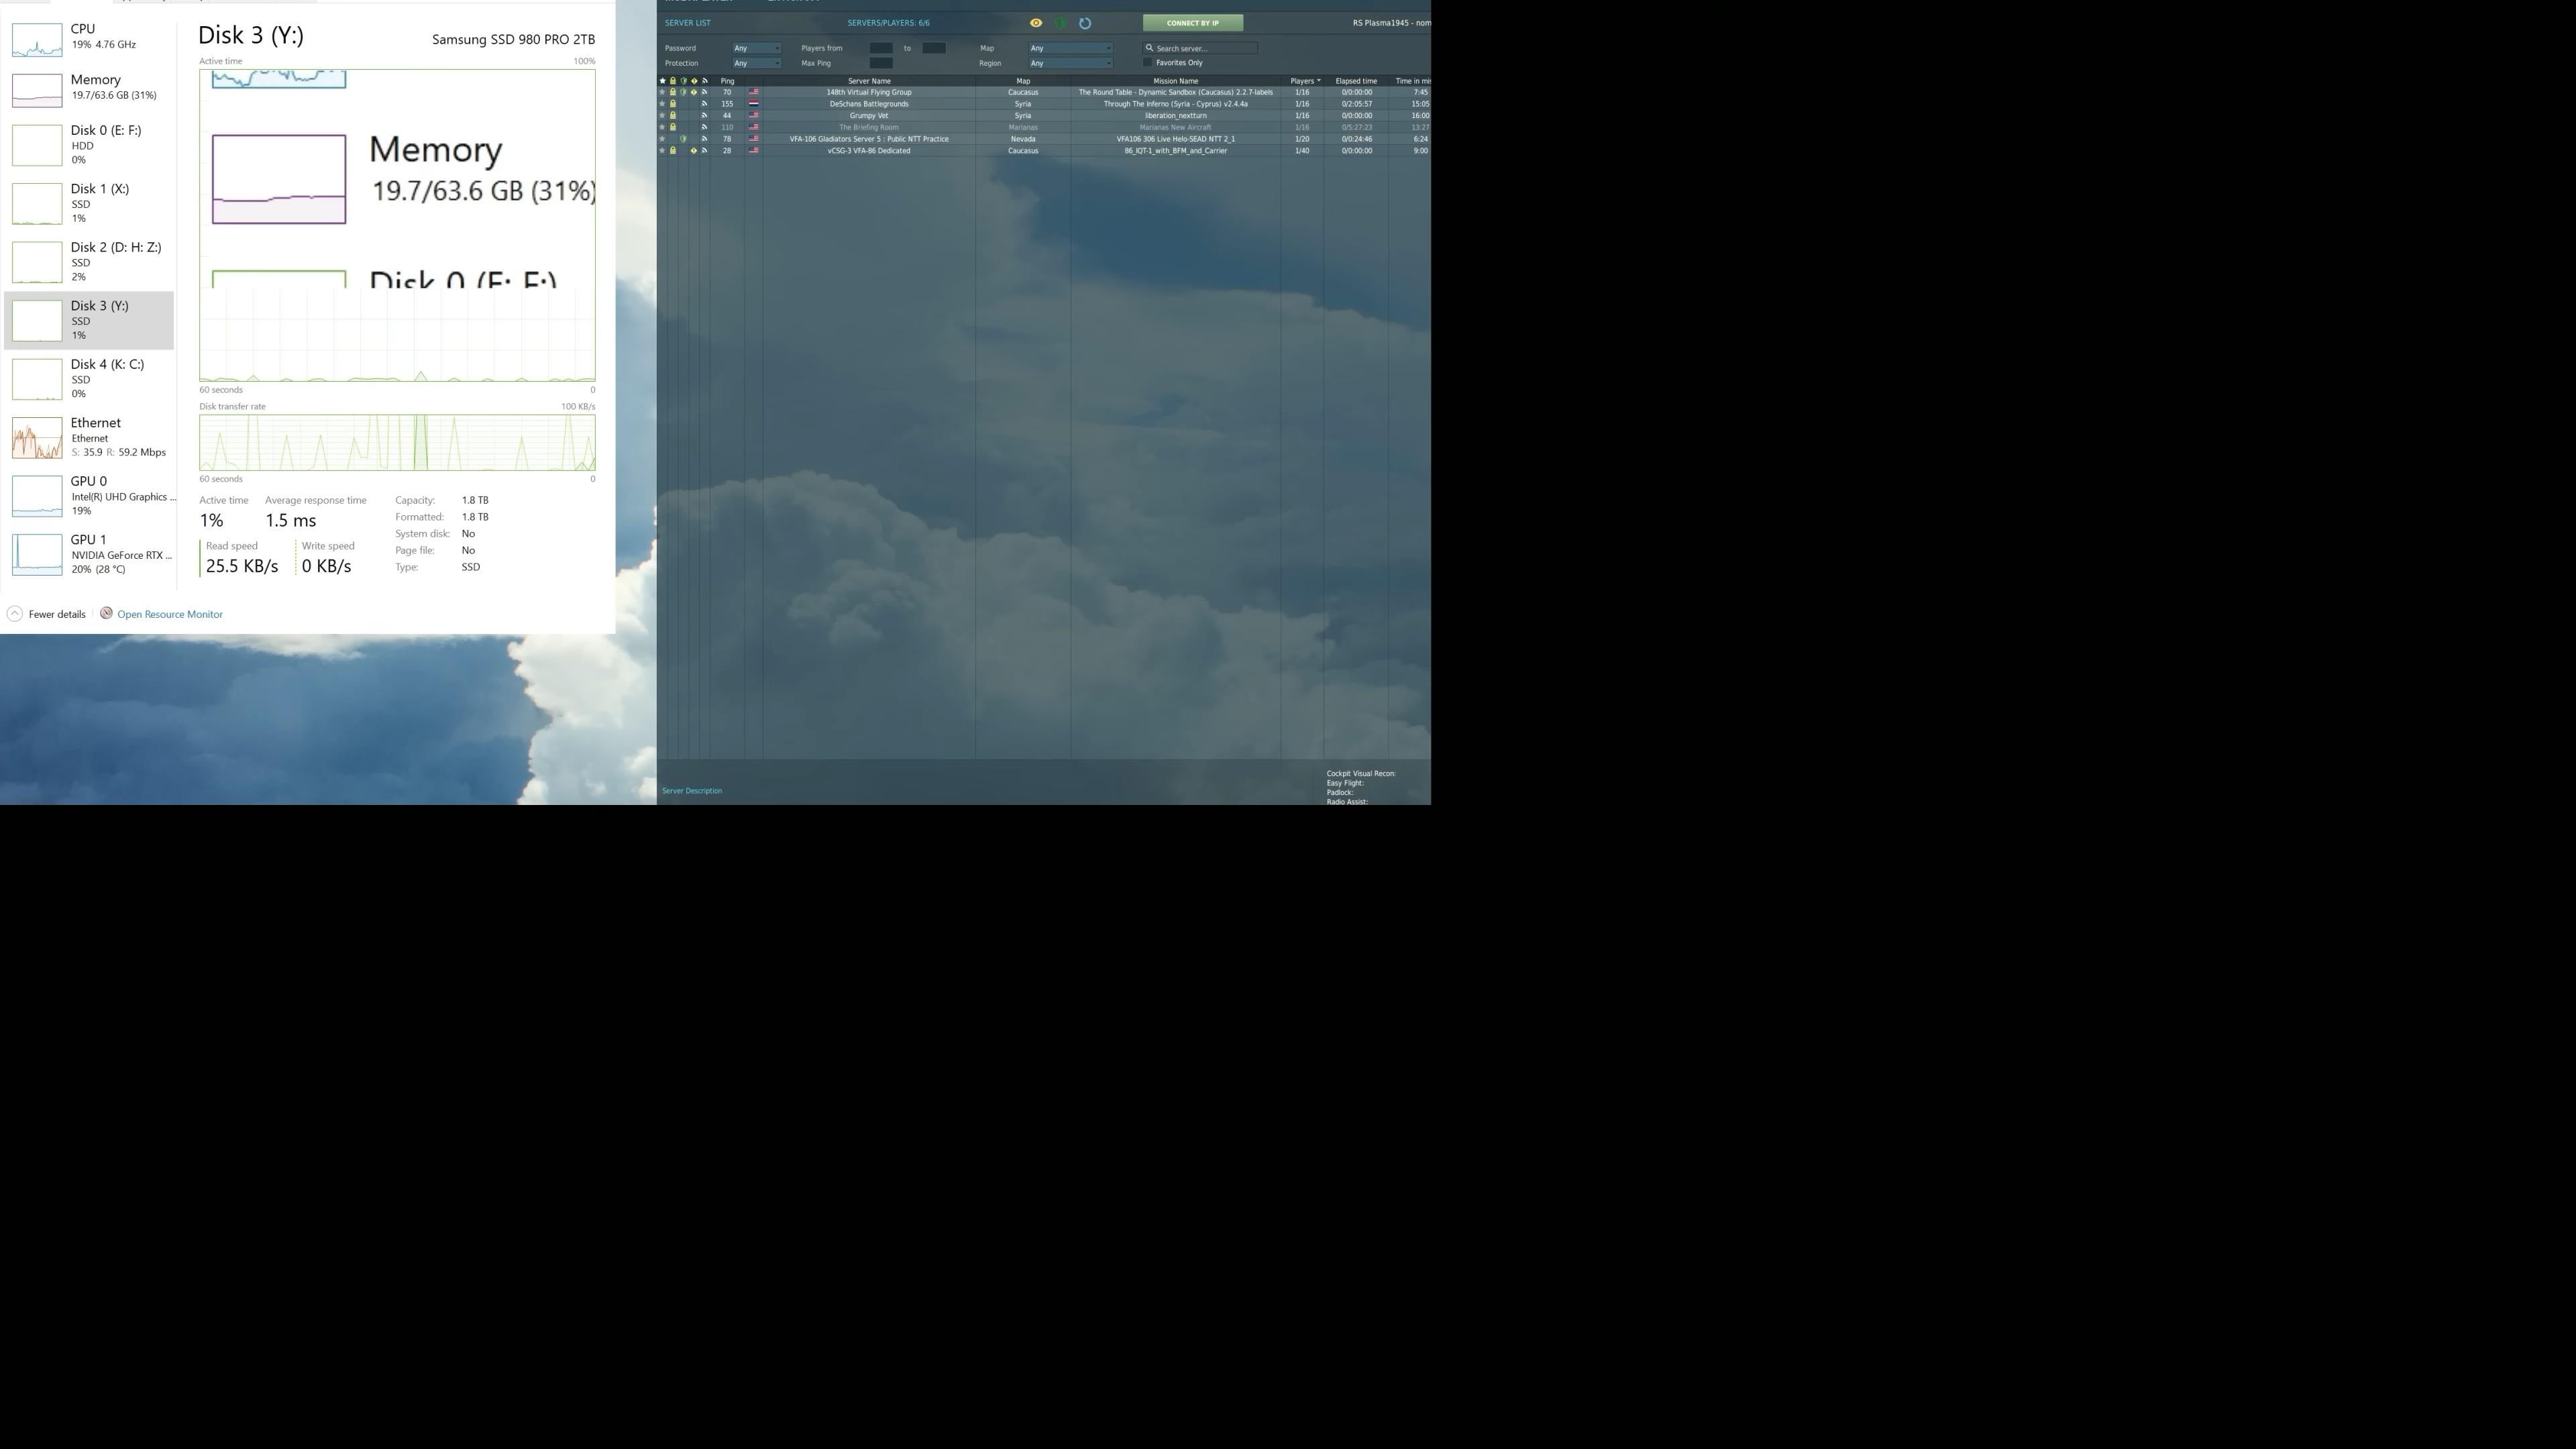 CPU
19% 4.76 GHz
Memory
19.7/63.6 GB (31%)
Disk 0 (E: F:)
HDD
0%
Disk 1 (X:)
SSD
1%
Disk 2 (D: H: Z:)
SSD
2%
Disk 3 (Y:)
SSD
1%
Disk 4 (K: C:)
SSD
0%
Ethernet
Ethernet
S: 35.9 R: 59.2 Mbps
GPU 0
Intel(R) UHD Graphics ...
19%
GPU 1
NVIDIA GeForce RTX ...
20% (28 °C)
Fewer details
Open Resource Monitor
Disk 3 (Y:)
Samsung SSD 980 PRO 2TB
Active time 100%
Memory
19.7/63.6 GB (31%)
Disk 0 (E: F:)
60 seconds 0
Disk transfer rate 100 KB/s
60 seconds 0
Active time Average response time
1% 1.5 ms
Read speed Write speed
25.5 KB/s 0 KB/s
Capacity: 1.8 TB
Formatted: 1.8 TB
System disk: No
Page file: No
Type: SSD
SERVER LIST SERVERS/PLAYERS: 6/6 CONNECT BY IP RS Plasma1945 - nom
Password Any Players from to Map Any Search server...
Protection Any Max Ping Region Any Favorites Only
Ping Server Name Map Mission Name Players Elapsed time Time in mis
70 148th Virtual Flying Group Caucasus The Round Table - Dynamic Sandbox (Caucasus) 2.2.7-labels 1/16 0/0:00:00 7:45
155 DeSchans Battlegrounds Syria Through The Inferno (Syria - Cyprus) v2.4.4a 1/16 0/2:05:57 15:05
44 Grumpy Vet Syria liberation_nextturn 1/16 0/0:00:00 16:00
110 The Briefing Room Marianas Marianas New Aircraft 1/16 0/5:27:23 13:27
78 VFA-106 Gladiators Server 5 : Public NTT Practice Nevada VFA106 306 Live Helo-SEAD NTT 2_1 1/20 0/0:24:46 6:24
28 vCSG-3 VFA-86 Dedicated Caucasus 86_IQT-1_with_BFM_and_Carrier 1/40 0/0:00:00 9:00
Server Description
Cockpit Visual Recon:
Easy Flight:
Padlock:
Radio Assist: